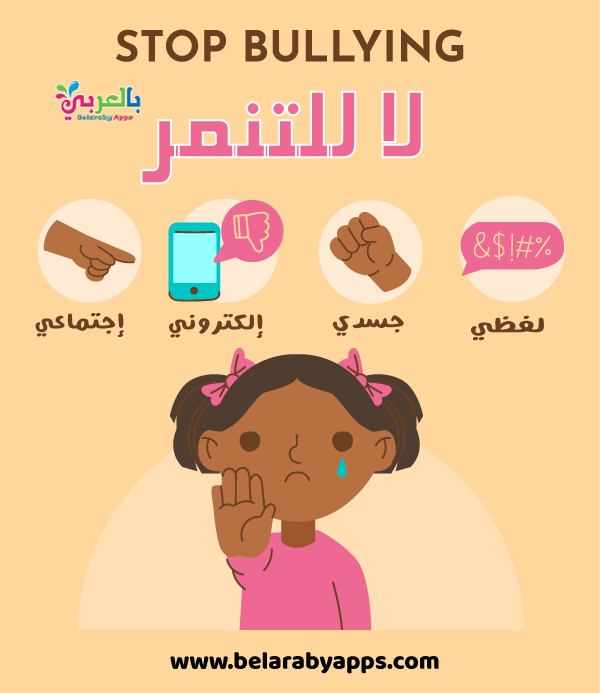 STOP BULLYING
بالعربي
Belaraby Apps
لا للتنمر
&$!#%
لفظي
جسدي
إلكتروني
إجتماعي
www.belarabyapps.com